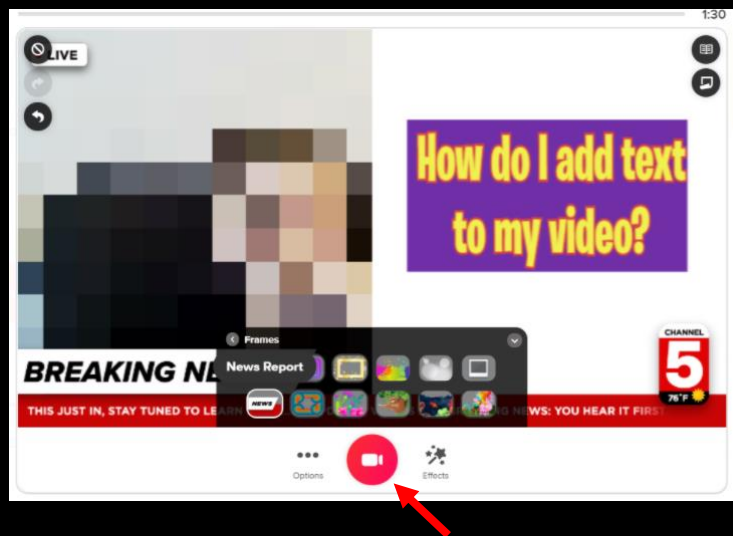 1:30
LIVE
How do I add text
to my video?
Frames
News Report
BREAKING NE
NEWS
CHANNEL
5
76°F
THIS JUST IN, STAY TUNED TO LEARN
NEWS: YOU HEAR IT FIRST
Options
Effects